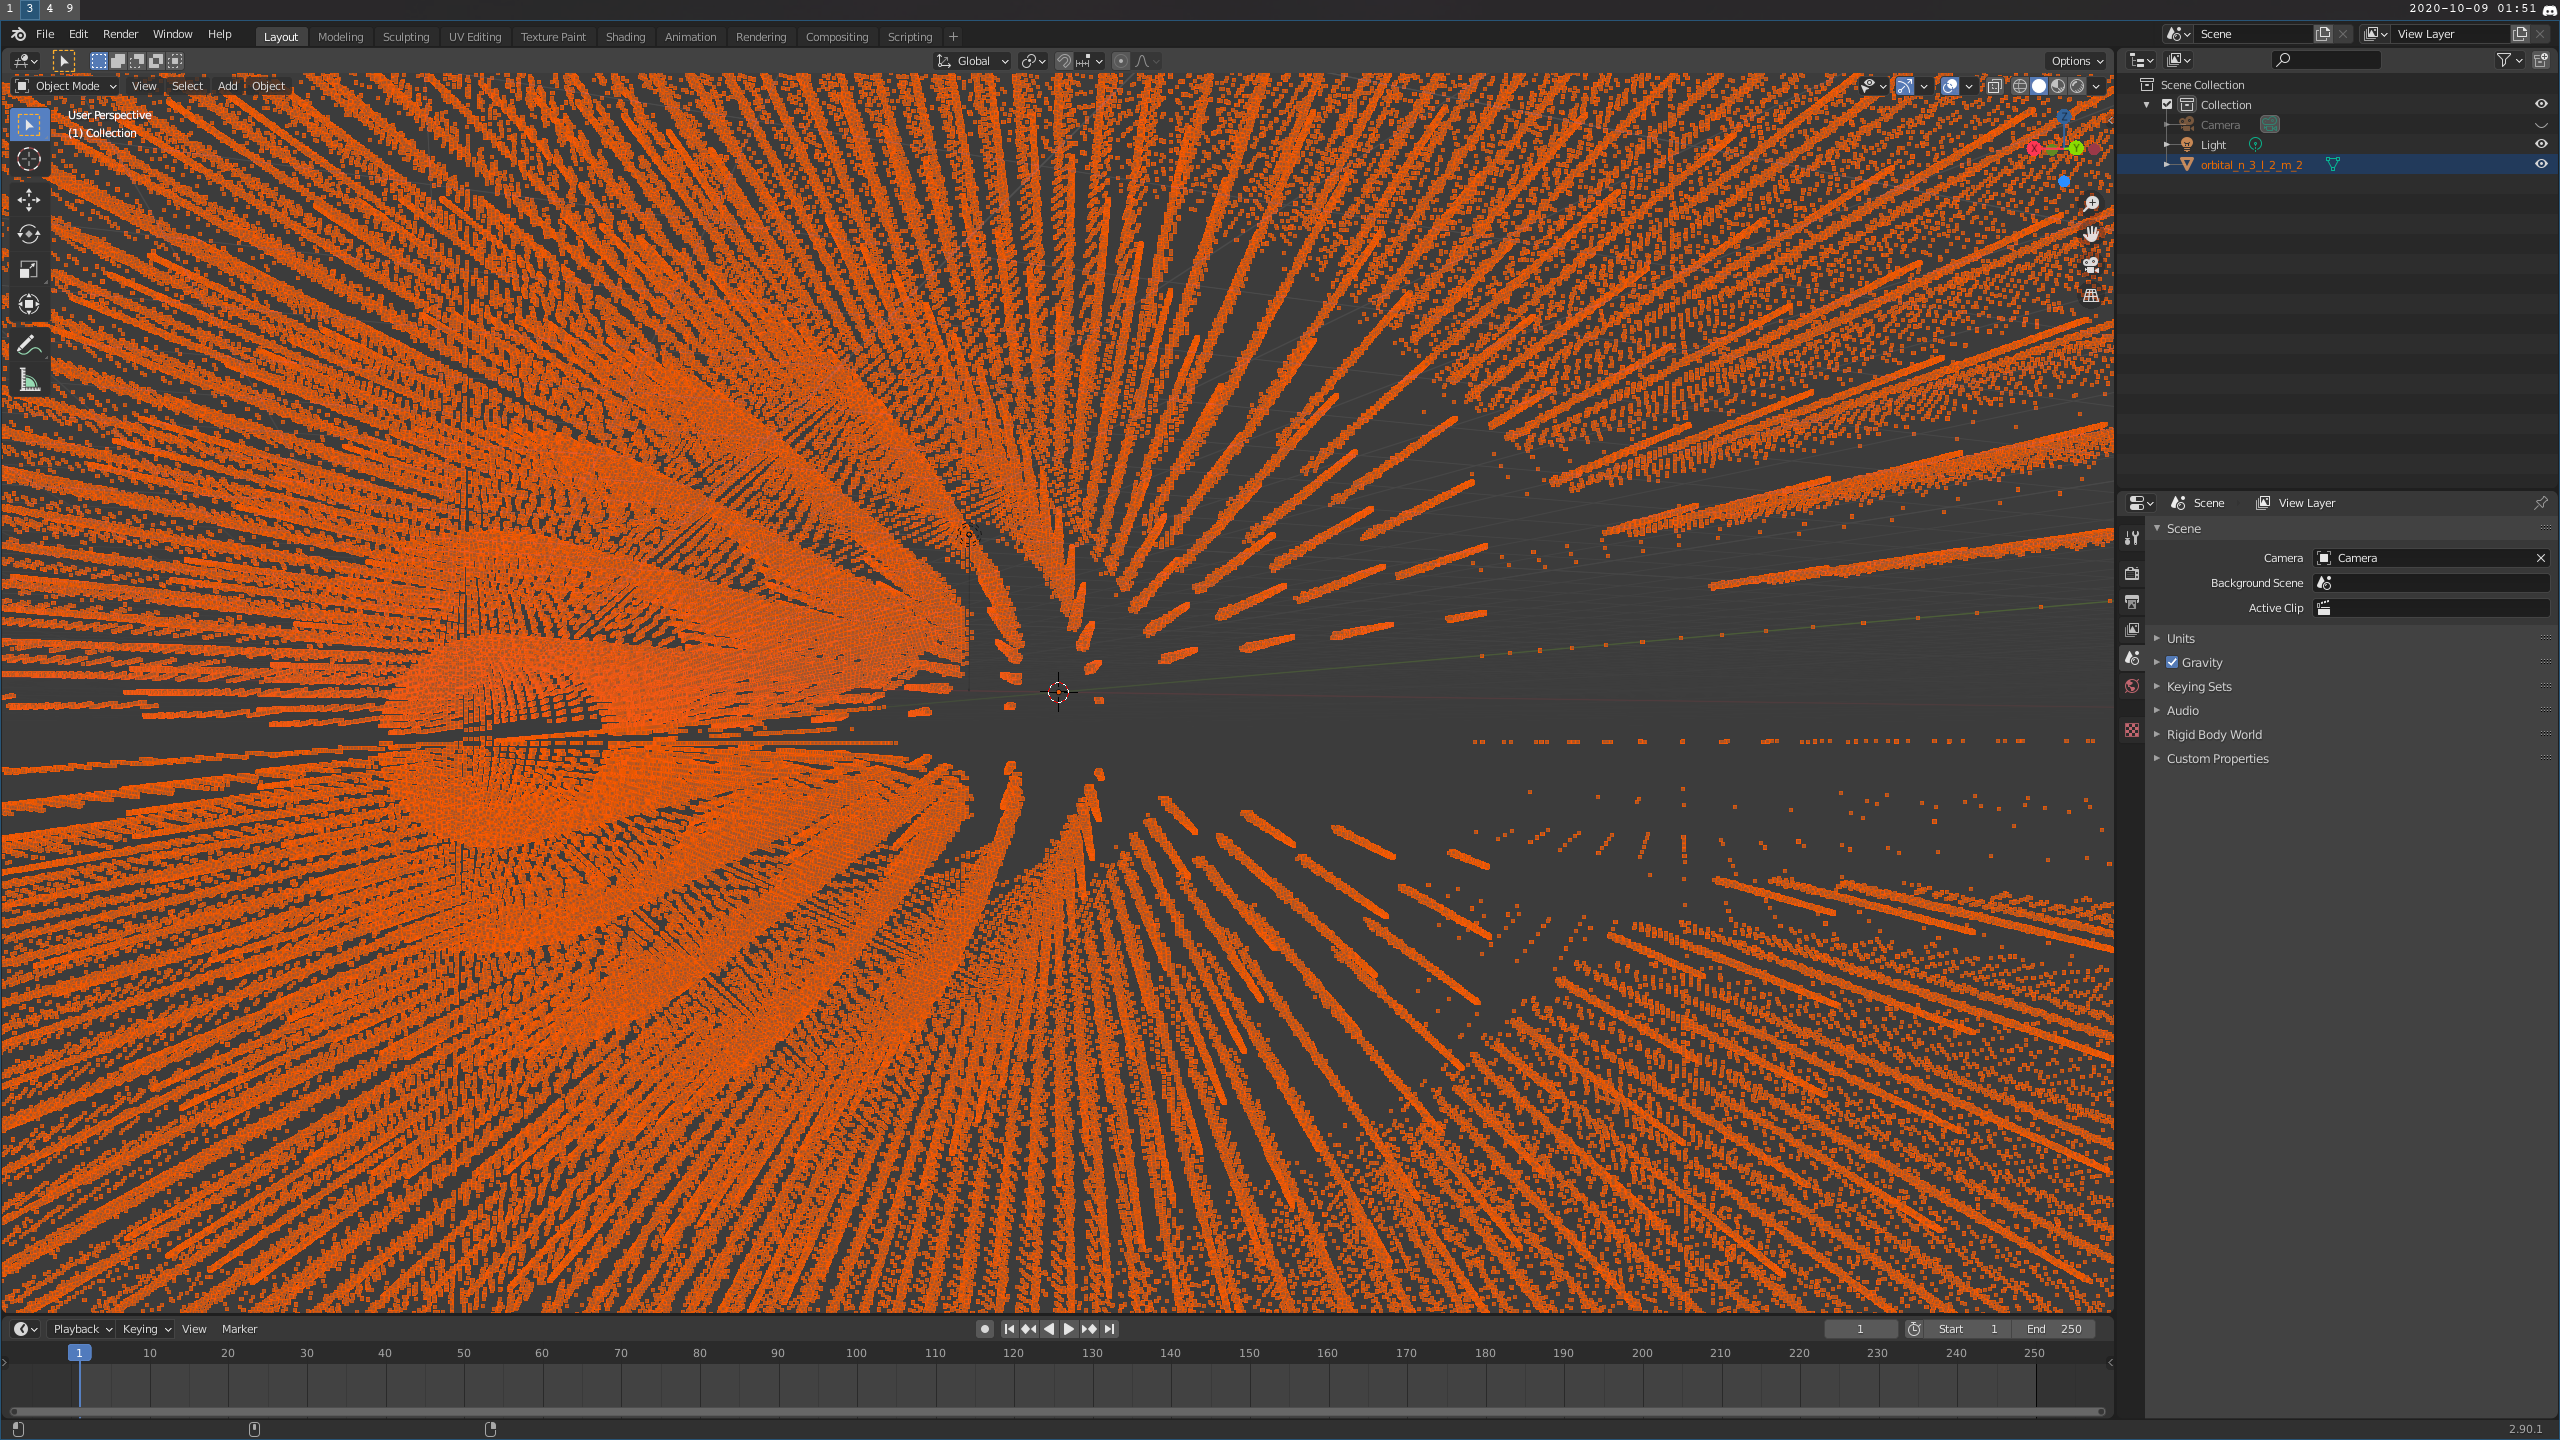 1 3 4 9
2020-10-09 01:51
File Edit Render Window Help
Layout Modeling Sculpting UV Editing Texture Paint Shading Animation Rendering Compositing Scripting +
Scene
View Layer
Global
Options
Object Mode View Select Add Object
User Perspective
(1) Collection
Z
X
Y
Scene Collection
Collection
Camera
Light
orbital_n_3_l_2_m_2
Scene View Layer
Scene
Camera Camera
Background Scene
Active Clip
Units
Gravity
Keying Sets
Audio
Rigid Body World
Custom Properties
Playback Keying View Marker
1 Start 1 End 250
1 10 20 30 40 50 60 70 80 90 100 110 120 130 140 150 160 170 180 190 200 210 220 230 240 250
2.90.1